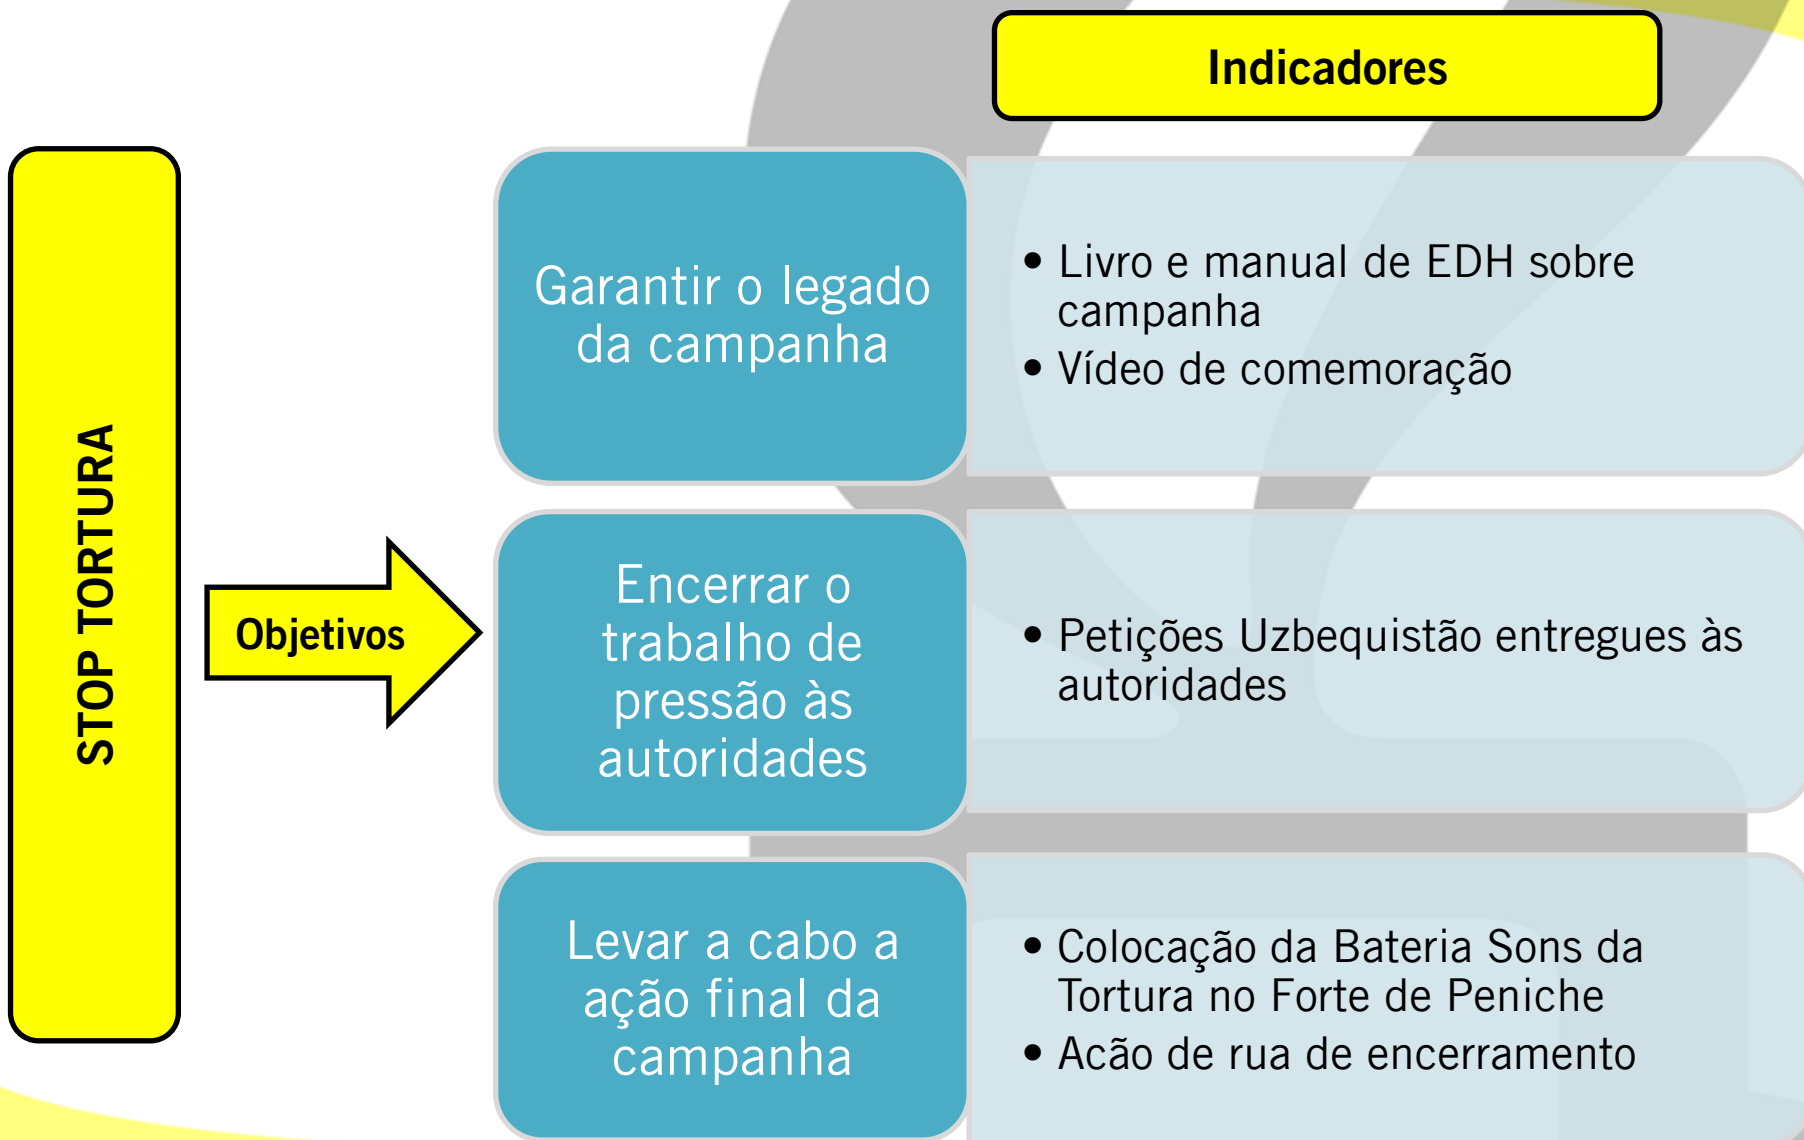 Indicadores
STOP TORTURA
Objetivos
Garantir o legado
da campanha
• Livro e manual de EDH sobre
campanha
• Vídeo de comemoração
Encerrar o
trabalho de
pressão às
autoridades
• Petições Uzbequistão entregues às
autoridades
Levar a cabo a
ação final da
campanha
• Colocação da Bateria Sons da
Tortura no Forte de Peniche
• Acão de rua de encerramento